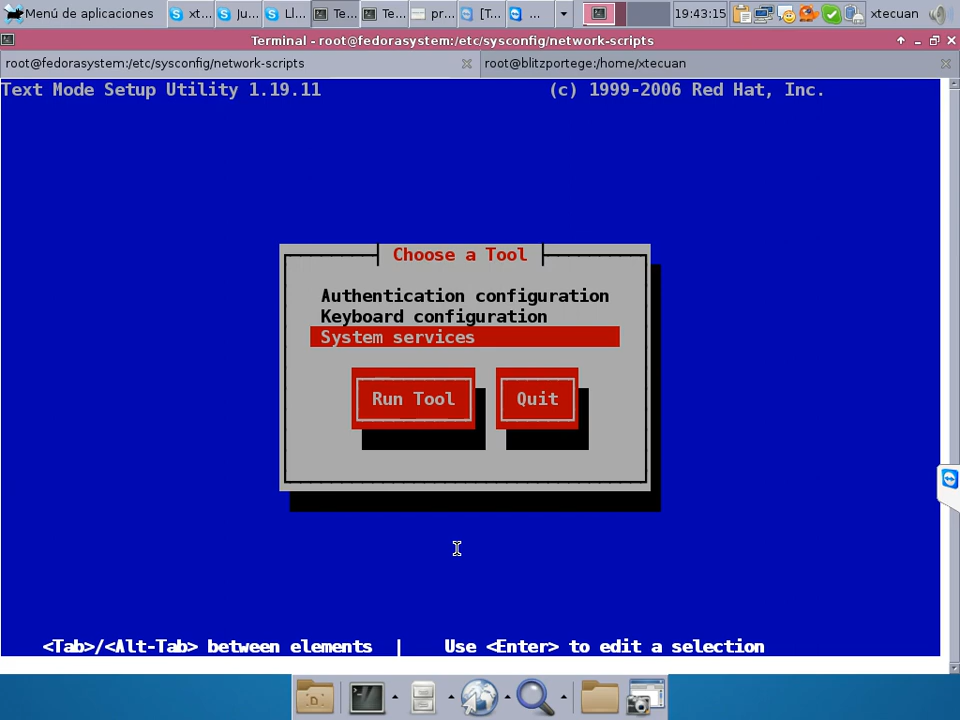 Menú de aplicaciones
xt...
Ju...
Ll...
Te...
Te...
pr...
[T...
...
19:43:15
xtecuan
Terminal - root@fedorasystem:/etc/sysconfig/network-scripts
root@fedorasystem:/etc/sysconfig/network-scripts
root@blitzportege:/home/xtecuan
Text Mode Setup Utility 1.19.11
(c) 1999-2006 Red Hat, Inc.
Choose a Tool
Authentication configuration
Keyboard configuration
System services
Run Tool
Quit
<Tab>/<Alt-Tab> between elements | Use <Enter> to edit a selection